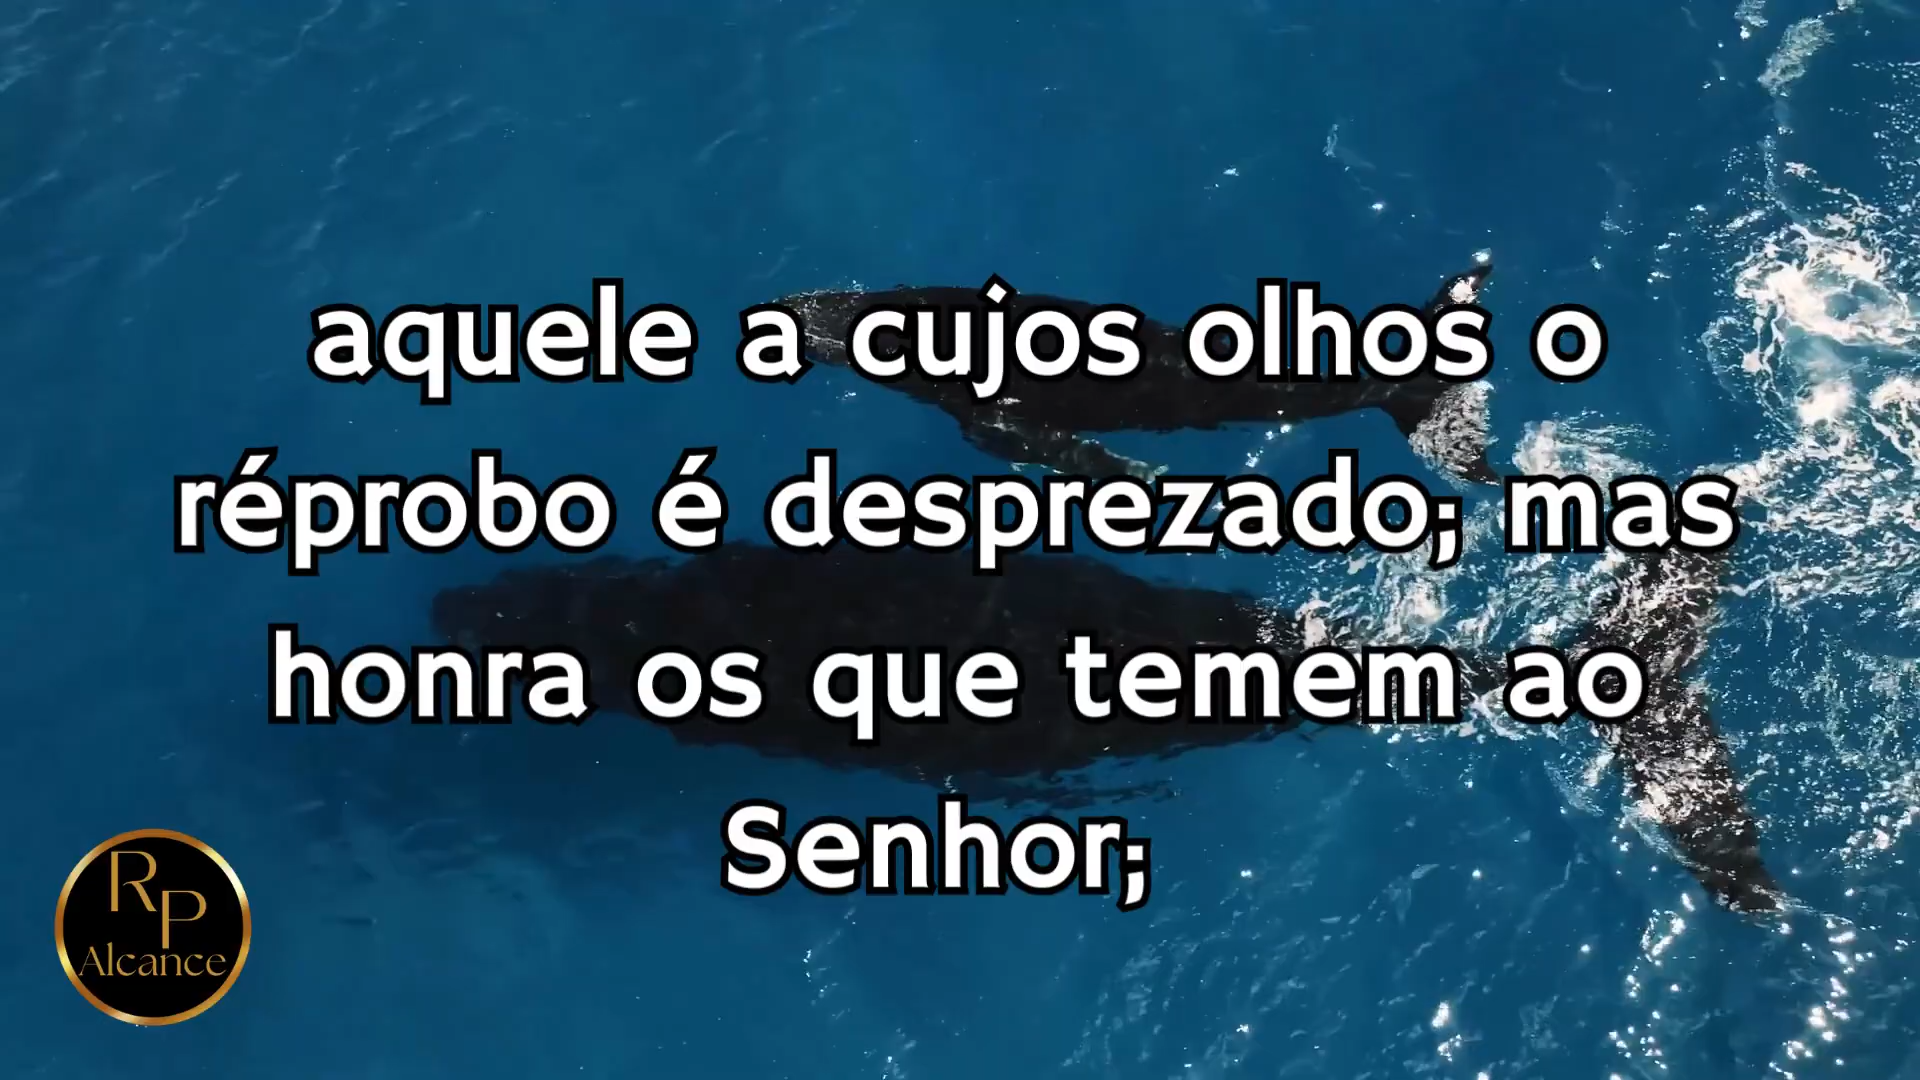 aquele a cujos olhos o
réprobo é desprezado; mas
honra os que temem ao
Senhor;
RP
Alcance